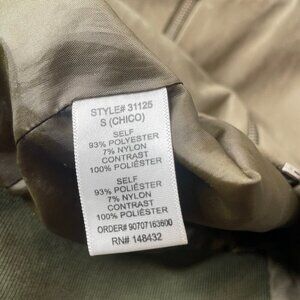 STYLE# 31125
S (CHICO)
SELF
93% POLYESTER
7% NYLON
CONTRAST
100% POLYESTER
SELF
93% POLIÉSTER
7% NYLON
CONTRAST
100% POLIÉSTER
ORDER# 90707163600
RN# 148432